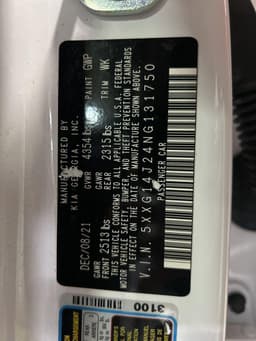 MANUFACTURED BY
KIA GEORGIA, INC.
DEC/08/21
GVWR 4354 lbs
PAINT GWP
GAWR FRONT 2513 lbs
GAWR REAR 2315 lbs
TRIM WK
THIS VEHICLE CONFORMS TO ALL APPLICABLE U.S.A. FEDERAL
MOTOR VEHICLE SAFETY, BUMPER, AND THEFT PREVENTION STANDARDS
IN EFFECT ON THE DATE OF MANUFACTURE SHOWN ABOVE.
V.I.N. 5XXG14J24NG131750
PASSENGER CAR
3100